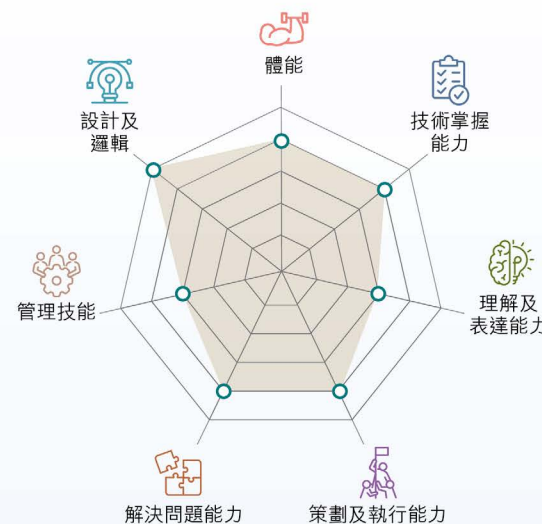 體能
設計及
邏輯
技術掌握
能力
管理技能
理解及
表達能力
解決問題能力
策劃及執行能力